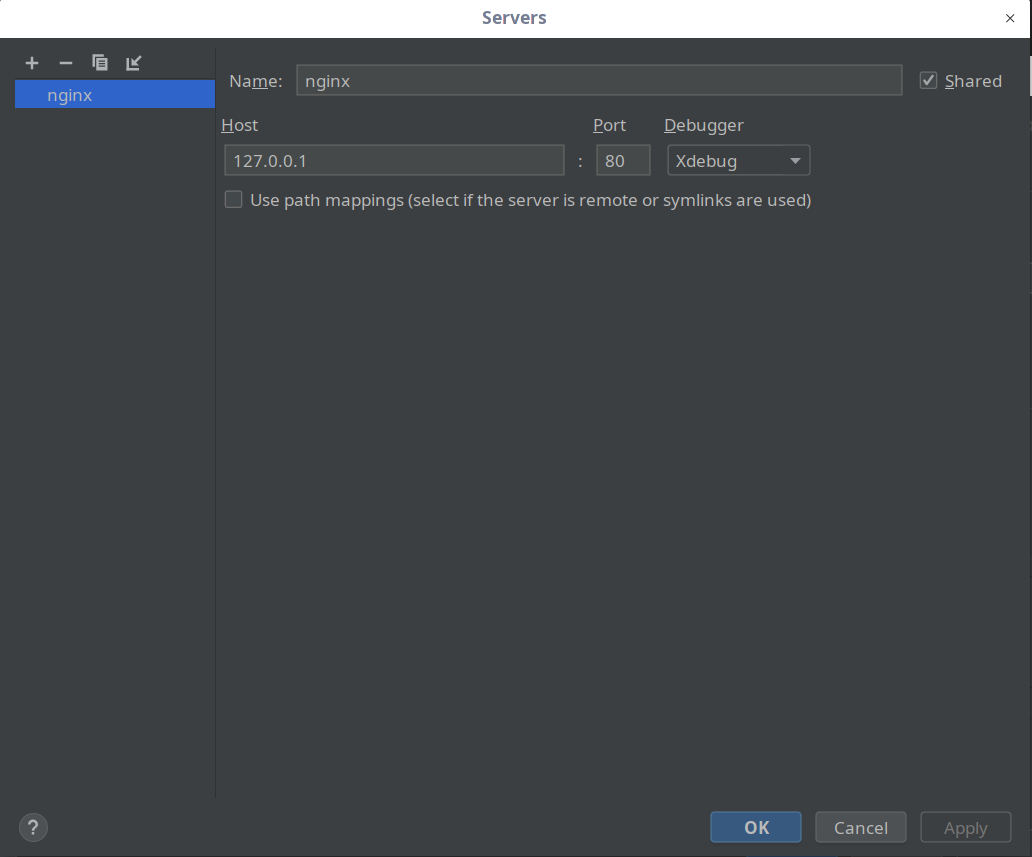 Servers
nginx
Name: nginx Shared
Host Port Debugger
127.0.0.1 : 80 Xdebug
Use path mappings (select if the server is remote or symlinks are used)
? OK Cancel Apply